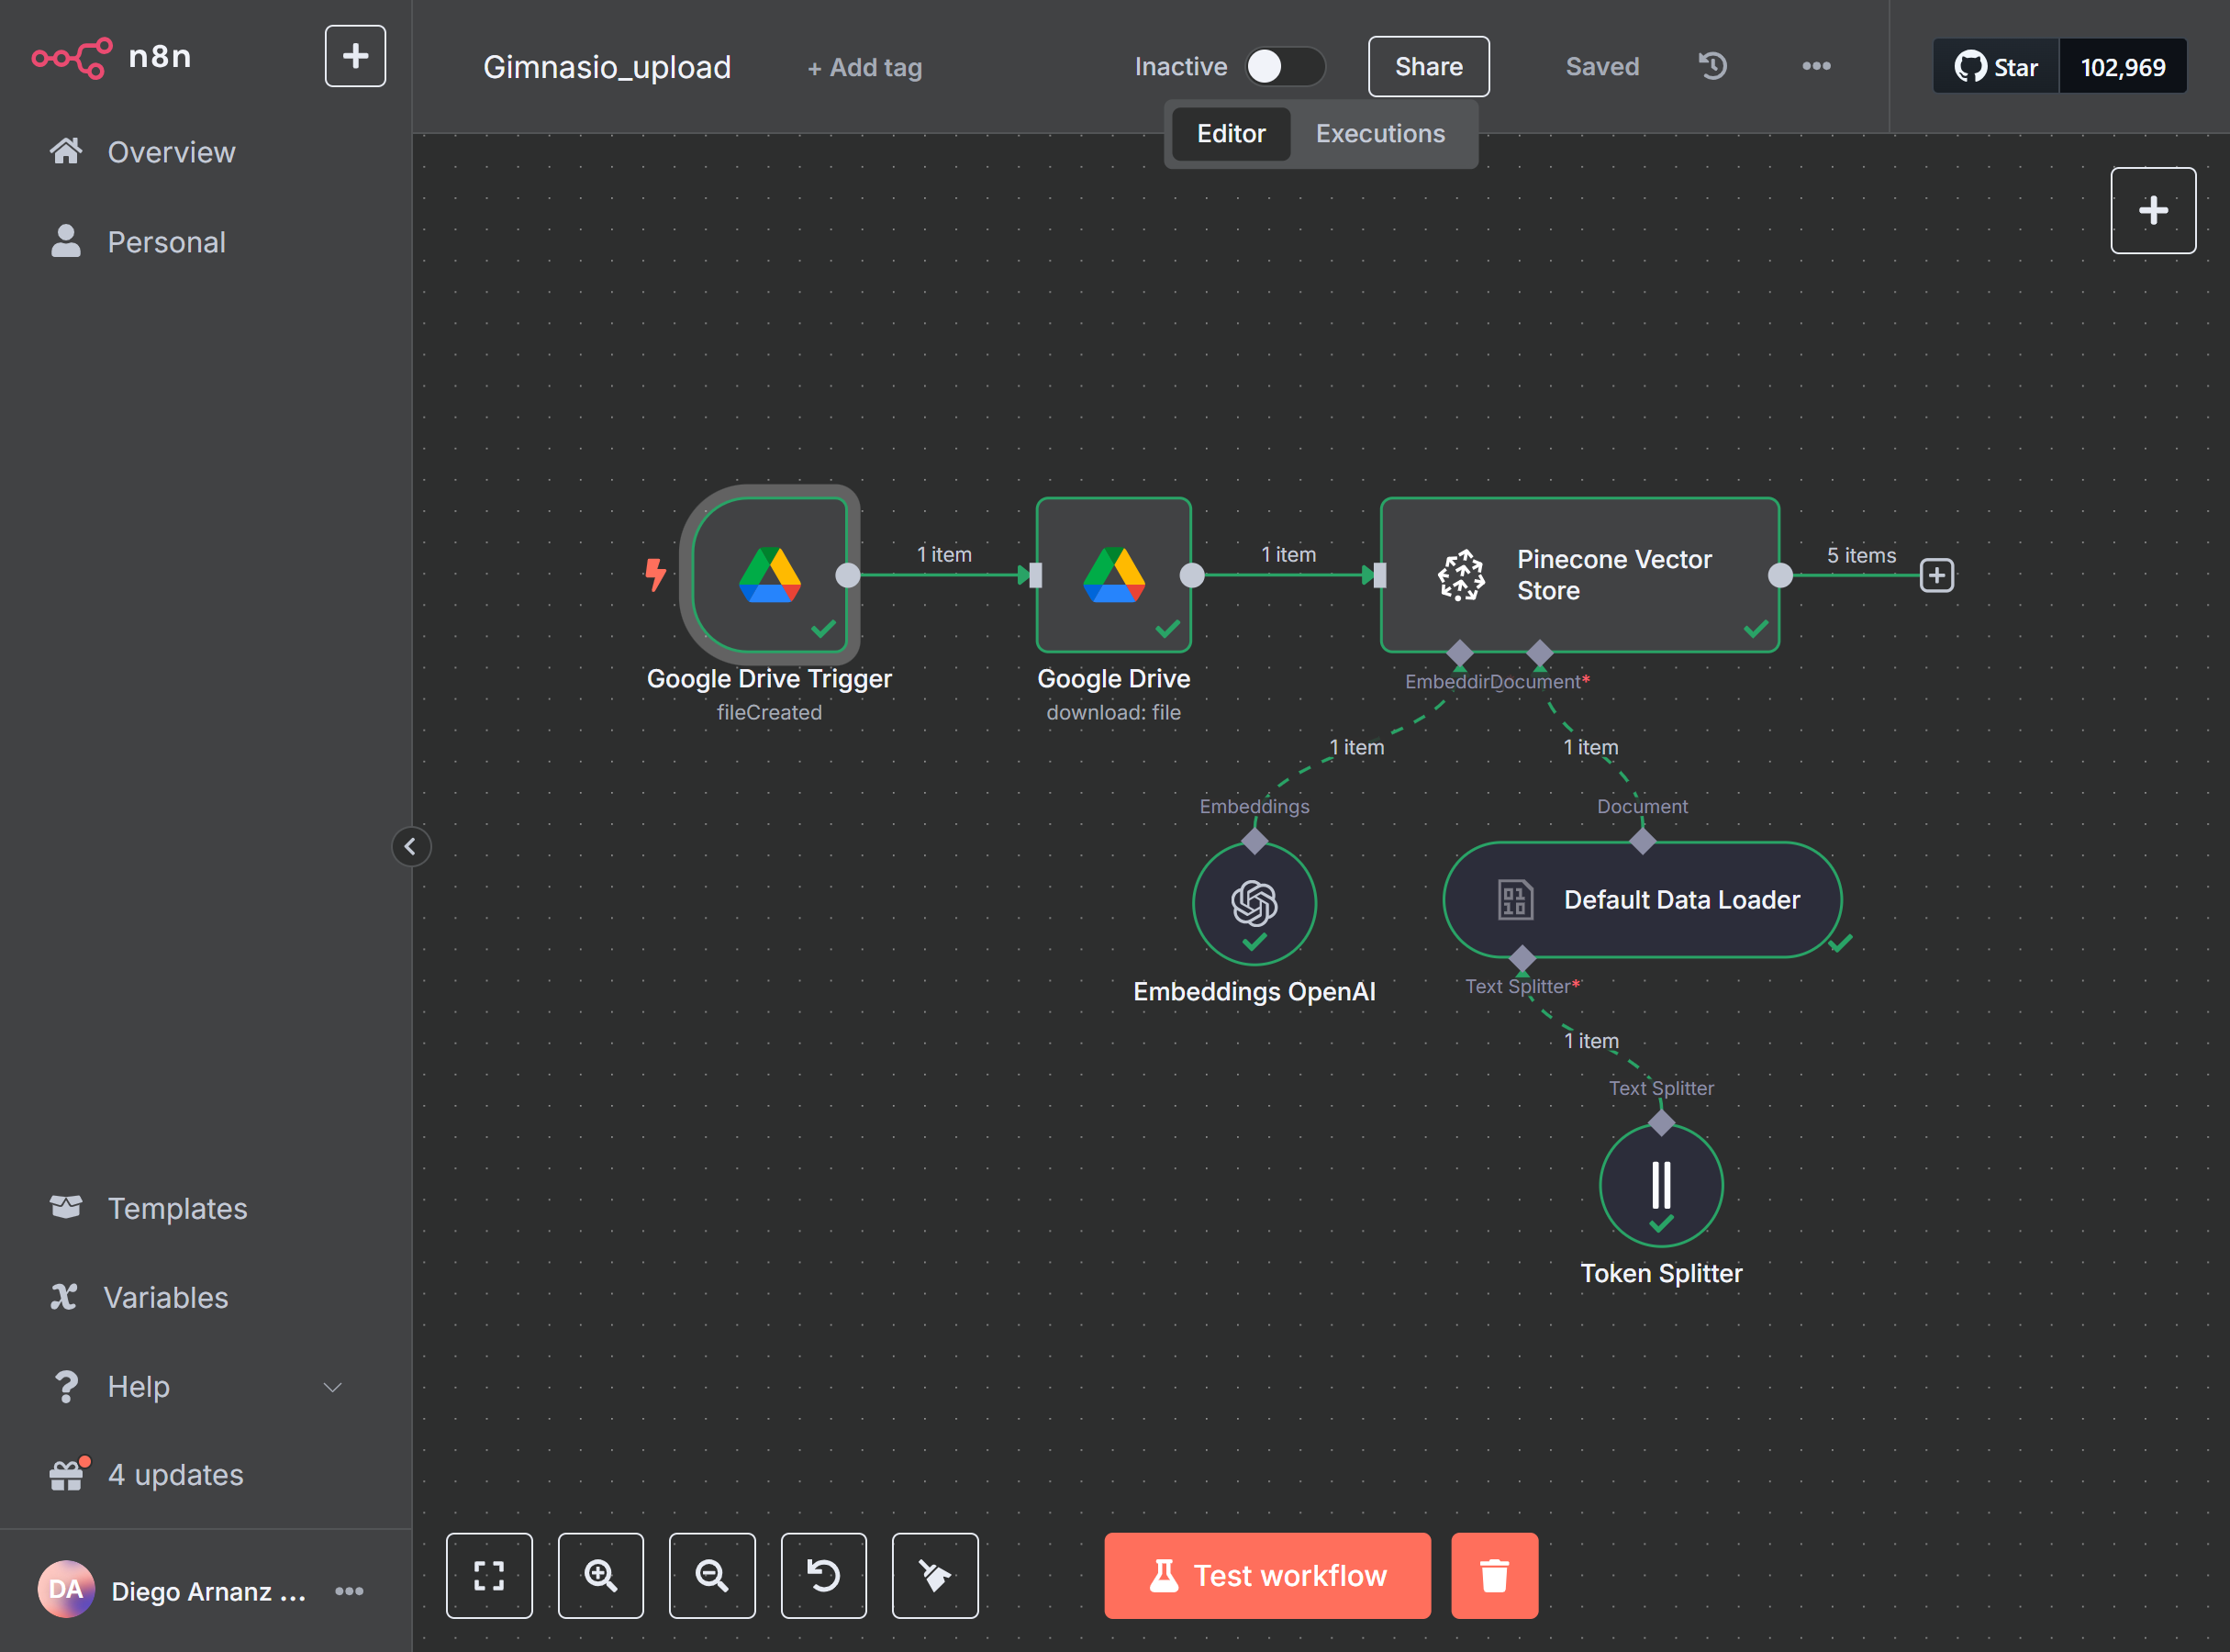 n8n
Overview
Personal
Templates
Variables
Help
4 updates
DA
Diego Arnanz ...
Gimnasio_upload
+ Add tag
Inactive
Share
Saved
Star
102,969
Editor
Executions
1 item
1 item
Pinecone Vector
Store
5 items
Google Drive Trigger
fileCreated
Google Drive
download: file
EmbeddirDocument*
1 item
1 item
Embeddings
Document
0110
Default Data Loader
Embeddings OpenAI
Text Splitter*
1 item
Text Splitter
Token Splitter
Test workflow